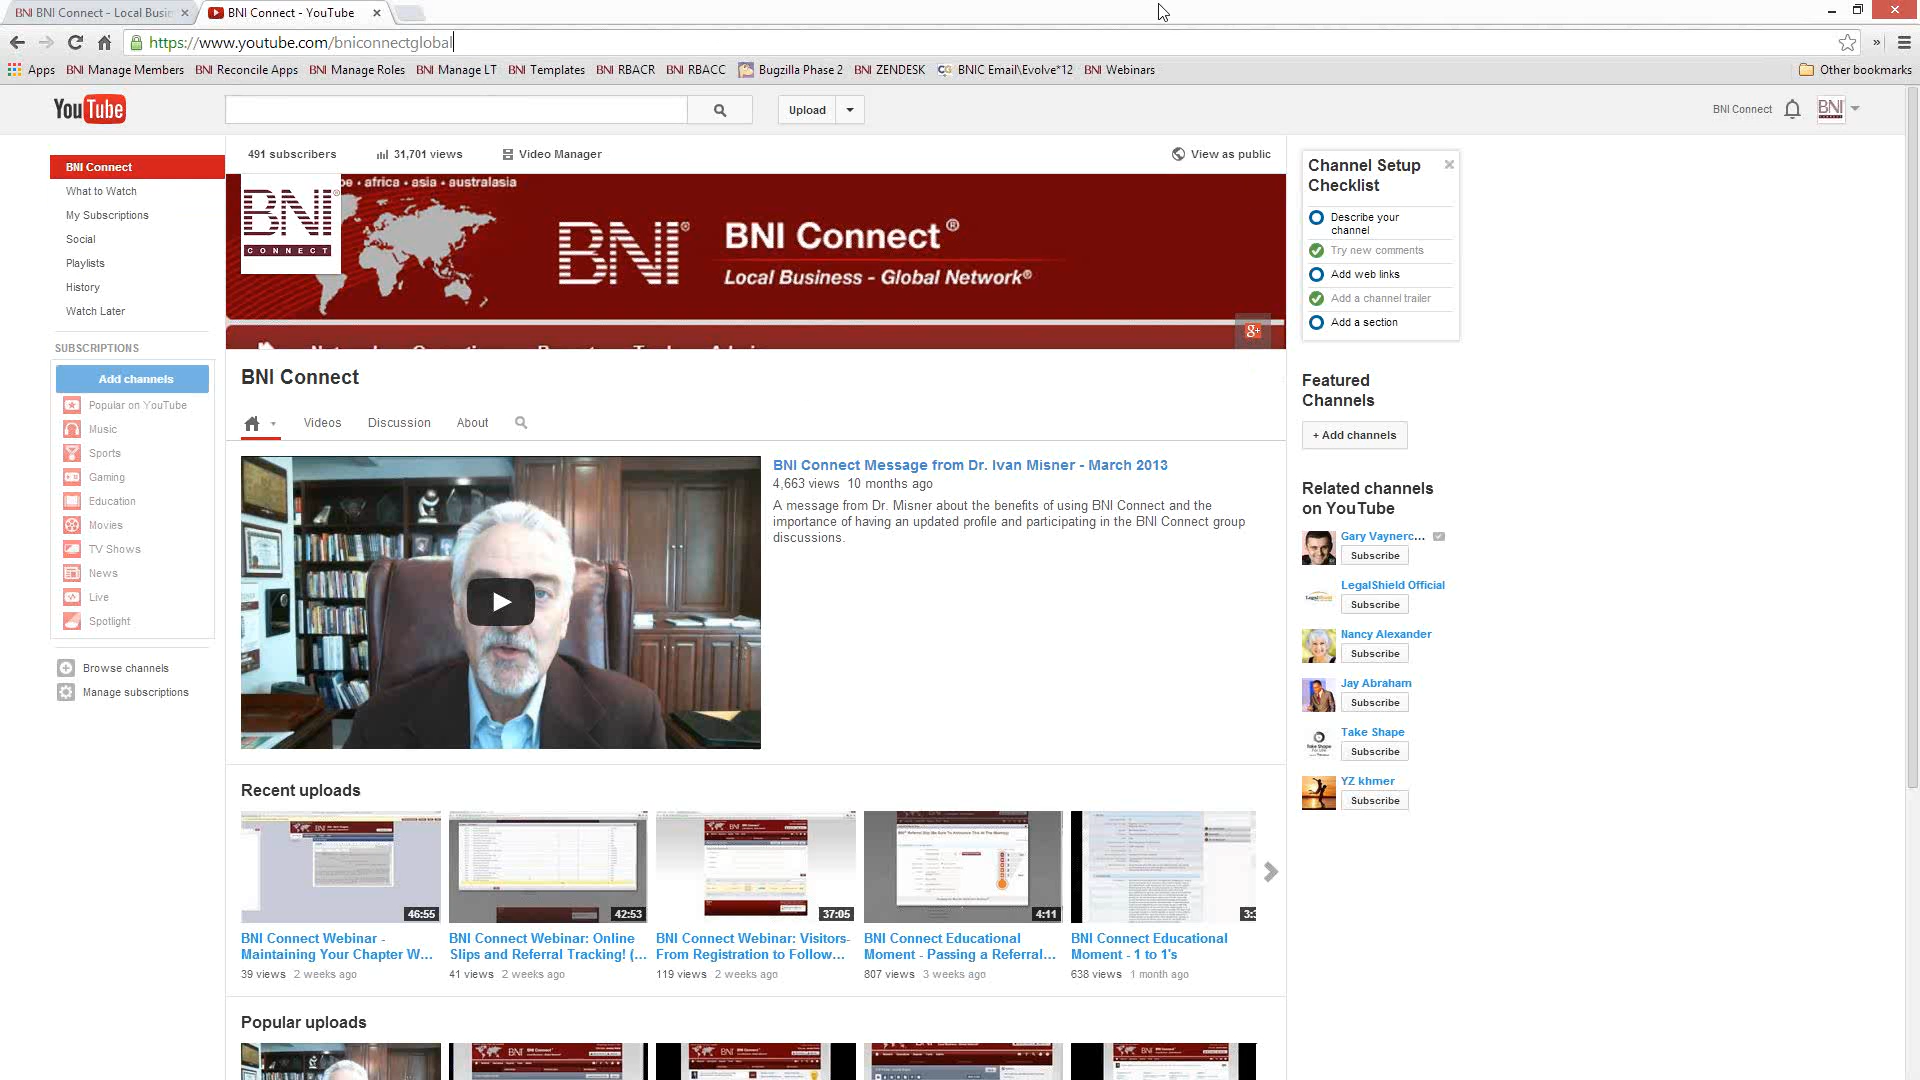 BNI BNI Connect - Local Busin
BNI Connect - YouTube
https://www.youtube.com/bniconnectglobal
Apps
BNI Manage Members
BNI Reconcile Apps
BNI Manage Roles
BNI Manage LT
BNI Templates
BNI RBACR
BNI RBACC
Bugzilla Phase 2
BNI ZENDESK
CG BNIC Email\Evolve*12
BNI Webinars
Other bookmarks
YouTube
Upload
BNI Connect
BNI
BNI Connect
What to Watch
My Subscriptions
Social
Playlists
History
Watch Later
SUBSCRIPTIONS
Add channels
Popular on YouTube
Music
Sports
Gaming
Education
Movies
TV Shows
News
Live
Spotlight
Browse channels
Manage subscriptions
491 subscribers
31,701 views
Video Manager
View as public
pe • africa • asia • australasia
BNI®
CONNECT
BNI®
BNI Connect®
Local Business - Global Network®
g+
BNI Connect
Videos
Discussion
About
BNI Connect Message from Dr. Ivan Misner - March 2013
4,663 views 10 months ago
A message from Dr. Misner about the benefits of using BNI Connect and the
importance of having an updated profile and participating in the BNI Connect group
discussions.
Recent uploads
46:55
BNI Connect Webinar -
Maintaining Your Chapter W...
39 views 2 weeks ago
42:53
BNI Connect Webinar: Online
Slips and Referral Tracking! (...
41 views 2 weeks ago
37:05
BNI Connect Webinar: Visitors-
From Registration to Follow...
119 views 2 weeks ago
4:11
BNI Connect Educational
Moment - Passing a Referral...
807 views 3 weeks ago
BNI Connect Educational
Moment - 1 to 1's
638 views 1 month ago
Popular uploads
Channel Setup
Checklist
Describe your
channel
Try new comments
Add web links
Add a channel trailer
Add a section
Featured
Channels
+ Add channels
Related channels
on YouTube
Gary Vaynerc...
Subscribe
LegalShield Official
Subscribe
Nancy Alexander
Subscribe
Jay Abraham
Subscribe
Take Shape
Subscribe
YZ khmer
Subscribe